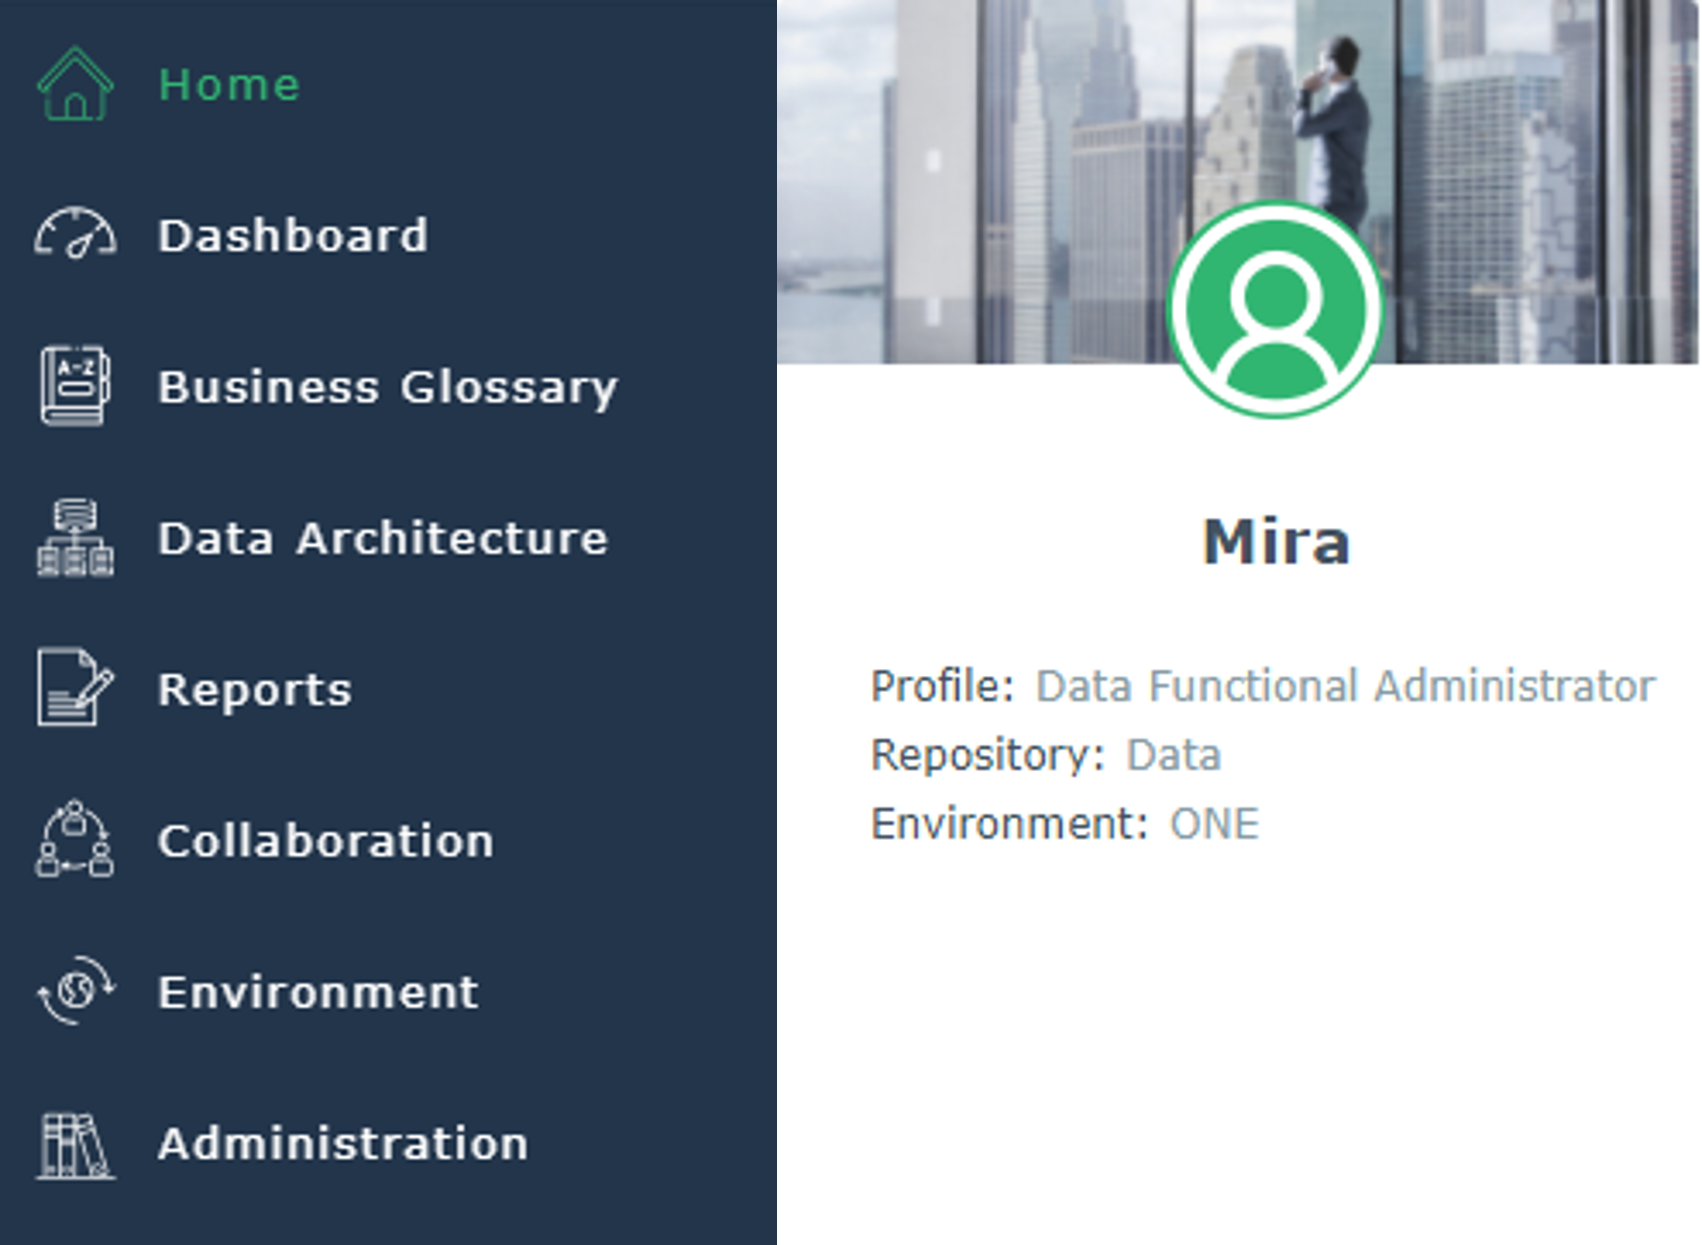 Home
Dashboard
A-Z
Business Glossary
Data Architecture
Reports
Collaboration
Environment
Administration
Mira
Profile: Data Functional Administrator
Repository: Data
Environment: ONE